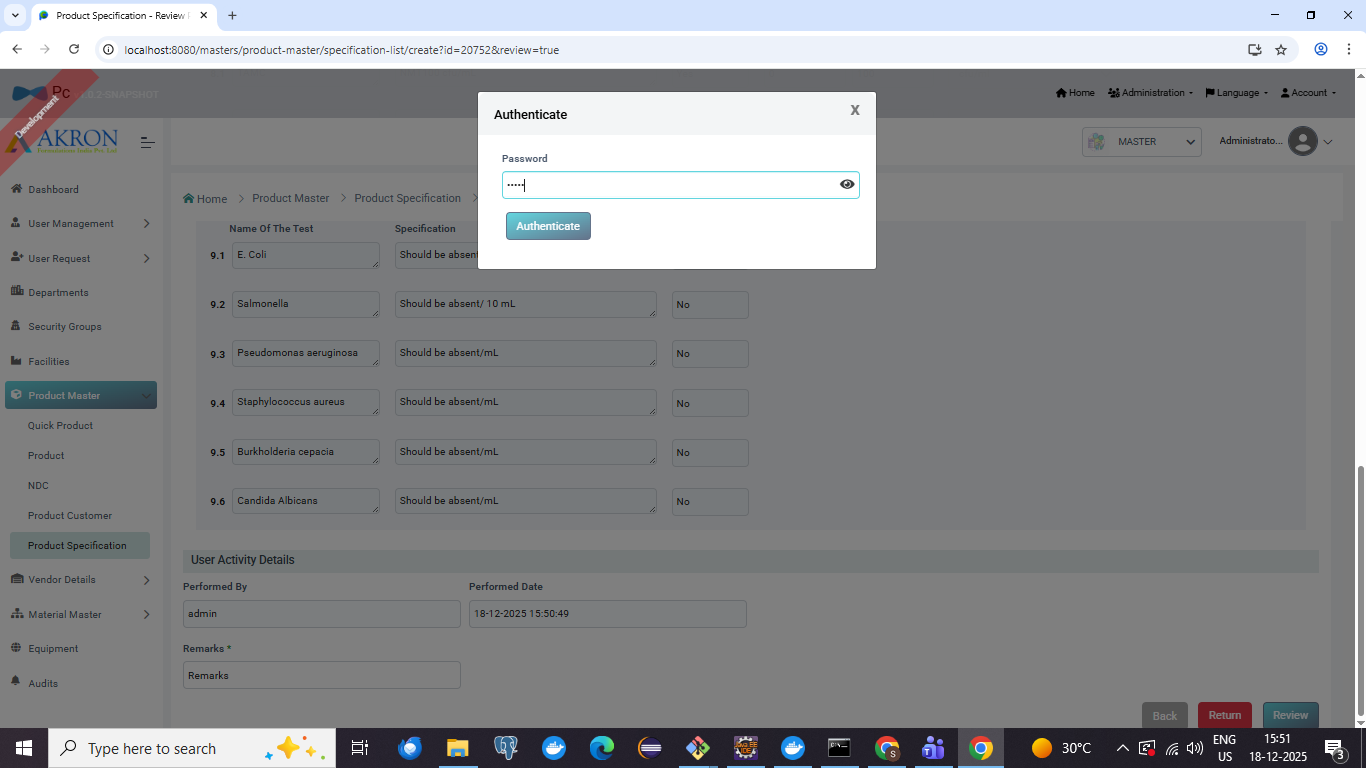 Product Specification - Review
localhost:8080/masters/product-master/specification-list/create?id=20752&review=true
Pc .0.2-SNAPSHOT
Development
Home Administration Language Account
AKRON
MASTER Administrato...
Authenticate X
Password
•••••
Authenticate
Dashboard
User Management
User Request
Departments
Security Groups
Facilities
Product Master
Quick Product
Product
NDC
Product Customer
Product Specification
Vendor Details
Material Master
Equipment
Audits
Home > Product Master > Product Specification >
Name Of The Test Specification
9.1 E. Coli Should be absent
9.2 Salmonella Should be absent/ 10 mL No
9.3 Pseudomonas aeruginosa Should be absent/mL No
9.4 Staphylococcus aureus Should be absent/mL No
9.5 Burkholderia cepacia Should be absent/mL No
9.6 Candida Albicans Should be absent/mL No
User Activity Details
Performed By Performed Date
admin 18-12-2025 15:50:49
Remarks *
Remarks
Back Return Review
Type here to search
30°C
ENG
US
15:51
18-12-2025
3